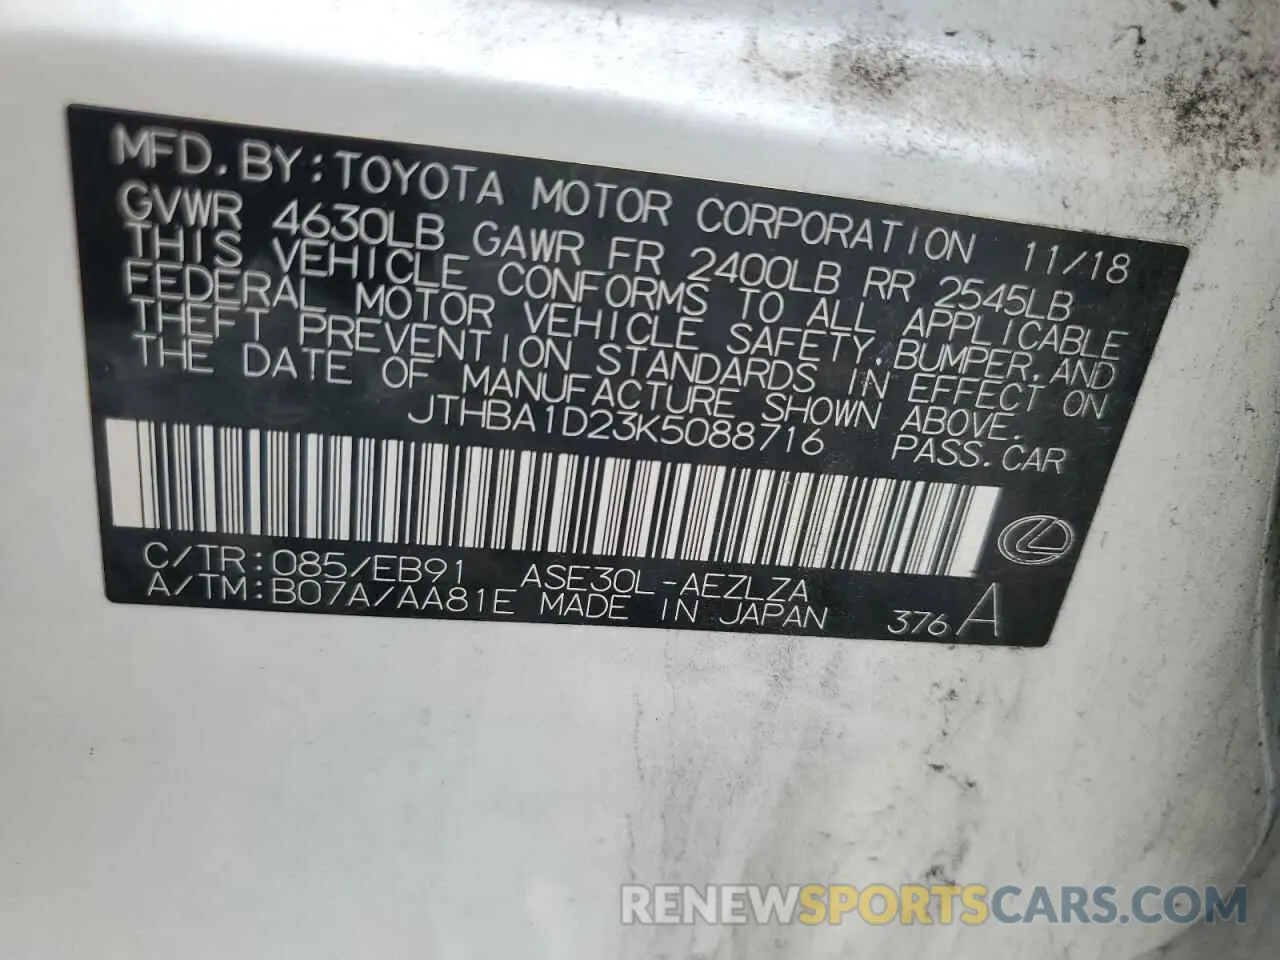 MFD. BY: TOYOTA MOTOR CORPORATION 11/18
GVWR 4630LB GAWR FR 2400LB RR 2545LB
THIS VEHICLE CONFORMS TO ALL APPLICABLE
FEDERAL MOTOR VEHICLE SAFETY, BUMPER, AND
THEFT PREVENTION STANDARDS IN EFFECT ON
THE DATE OF MANUFACTURE SHOWN ABOVE.
JTHBA1D23K5088716 PASS. CAR
C/TR: 085/EB91 ASE30L-AEZLZA
A/TM: B07A/AA81E MADE IN JAPAN 376 A
RENEWSPORTSCARS.COM